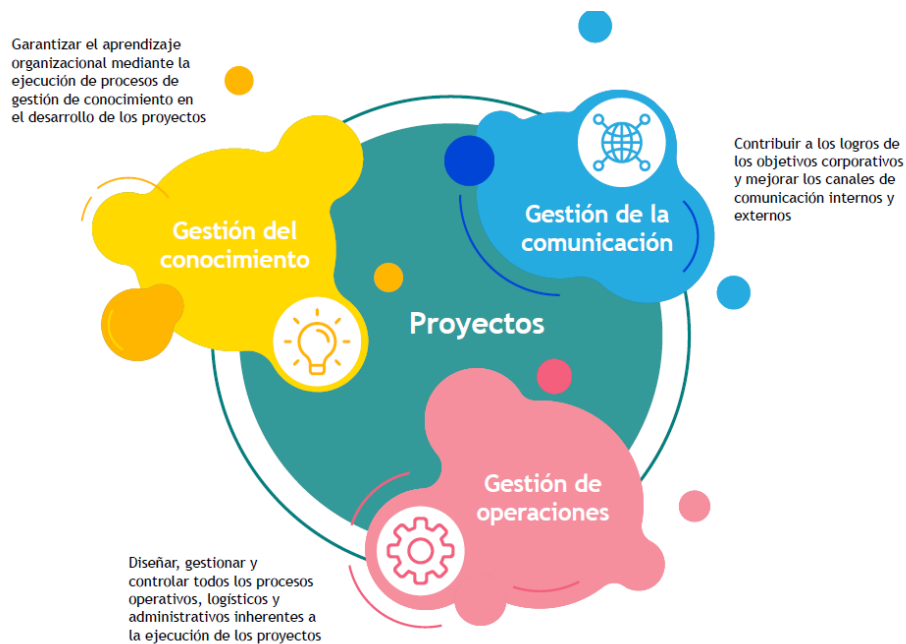 Garantizar el aprendizaje
organizacional mediante la
ejecución de procesos de
gestión de conocimiento en
el desarrollo de los proyectos
Gestión del
conocimiento
Gestión de la
comunicación
Contribuir a los logros de
los objetivos corporativos
y mejorar los canales de
comunicación internos y
externos
Proyectos
Gestión de
operaciones
Diseñar, gestionar y
controlar todos los procesos
operativos, logísticos y
administrativos inherentes a
la ejecución de los proyectos